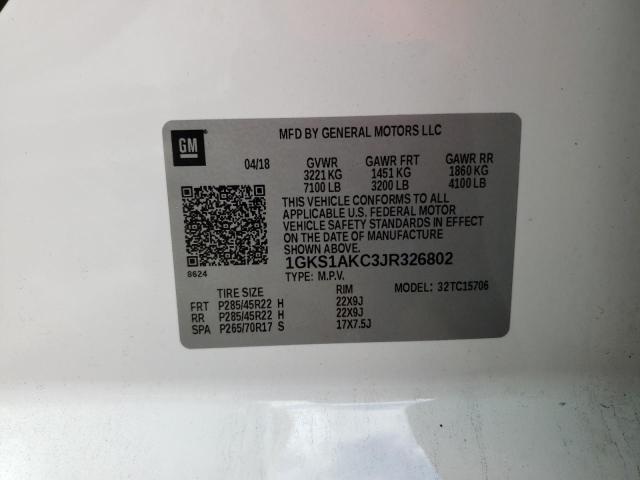 MFD BY GENERAL MOTORS LLC
GM
04/18 GVWR GAWR FRT GAWR RR
3221 KG 1451 KG 1860 KG
7100 LB 3200 LB 4100 LB
THIS VEHICLE CONFORMS TO ALL
APPLICABLE U.S. FEDERAL MOTOR
VEHICLE SAFETY STANDARDS IN EFFECT
ON THE DATE OF MANUFACTURE
SHOWN ABOVE.
1GKS1AKC3JR326802
8624
TYPE: M.P.V.
MODEL: 32TC15706
TIRE SIZE RIM
FRT P285/45R22 H 22X9J
RR P285/45R22 H 22X9J
SPA P265/70R17 S 17X7.5J